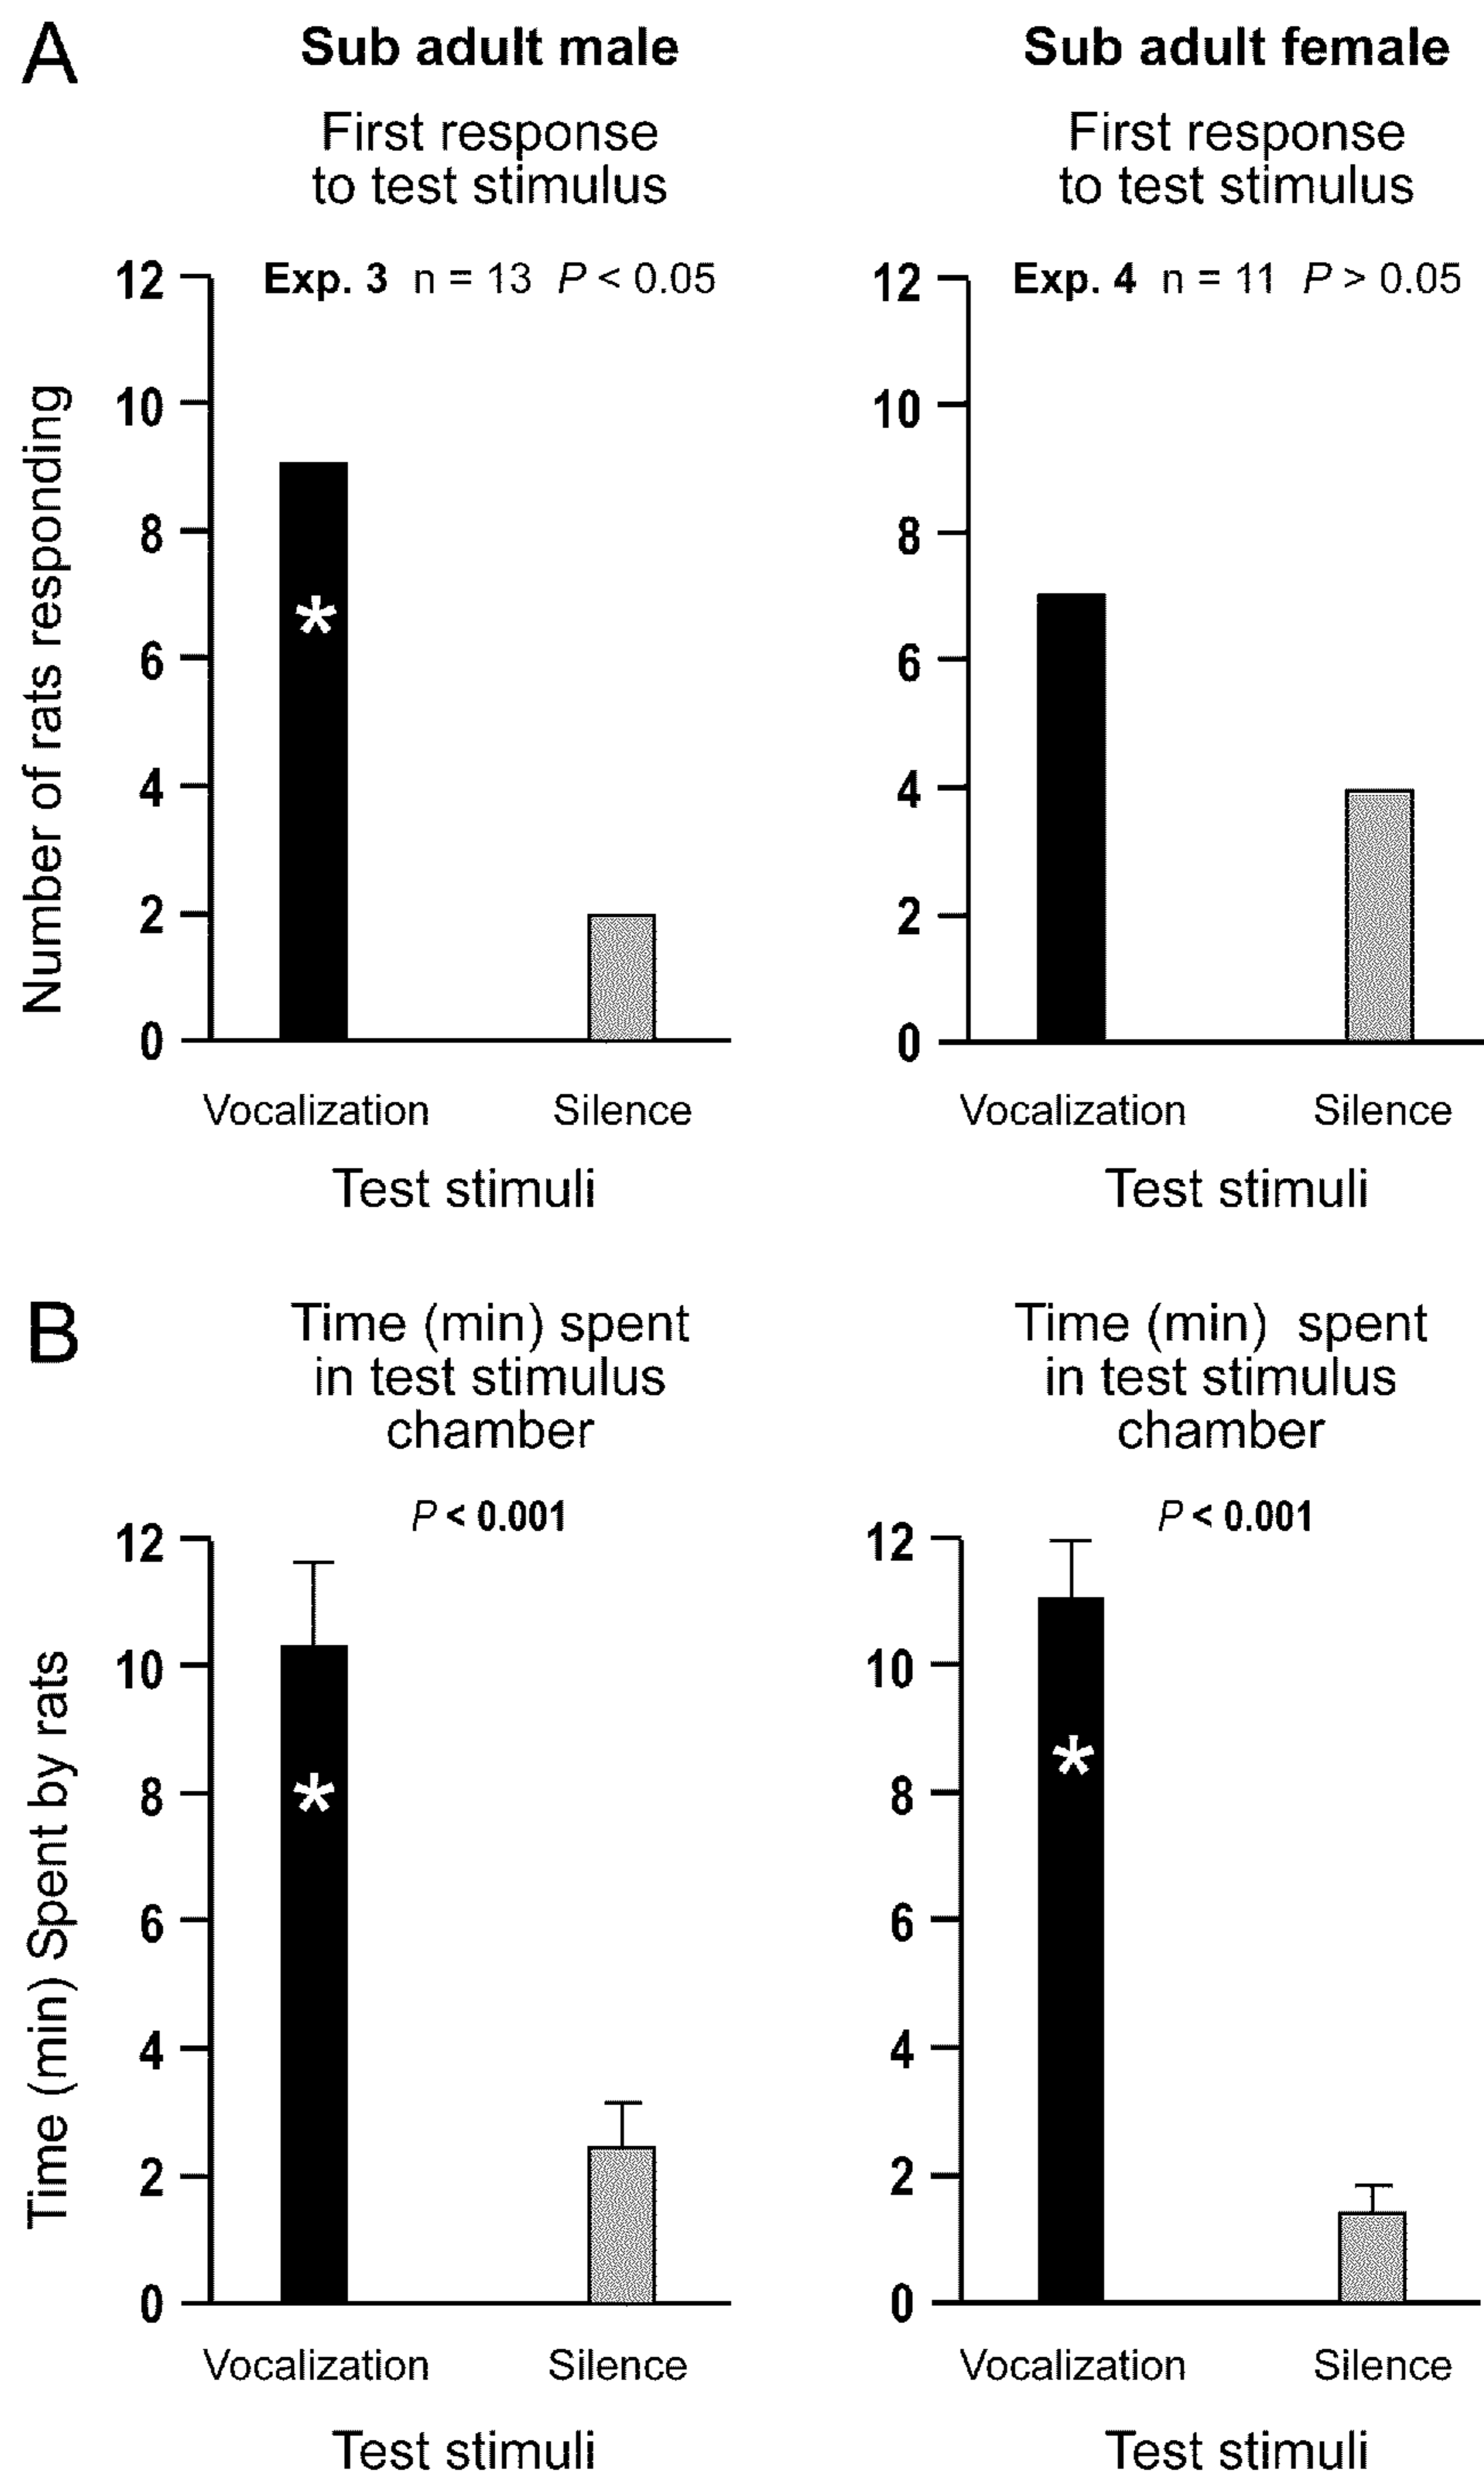 A
Sub adult male
First response
to test stimulus
Exp. 3 n = 13 P < 0.05
Number of rats responding
12
10
8
6
4
2
0
*
Vocalization Silence
Test stimuli
Sub adult female
First response
to test stimulus
Exp. 4 n = 11 P > 0.05
12
10
8
6
4
2
0
Vocalization Silence
Test stimuli
B
Time (min) spent
in test stimulus
chamber
P < 0.001
Time (min) Spent by rats
12
10
8
6
4
2
0
*
Vocalization Silence
Test stimuli
Time (min) spent
in test stimulus
chamber
P < 0.001
12
10
8
6
4
2
0
*
Vocalization Silence
Test stimuli